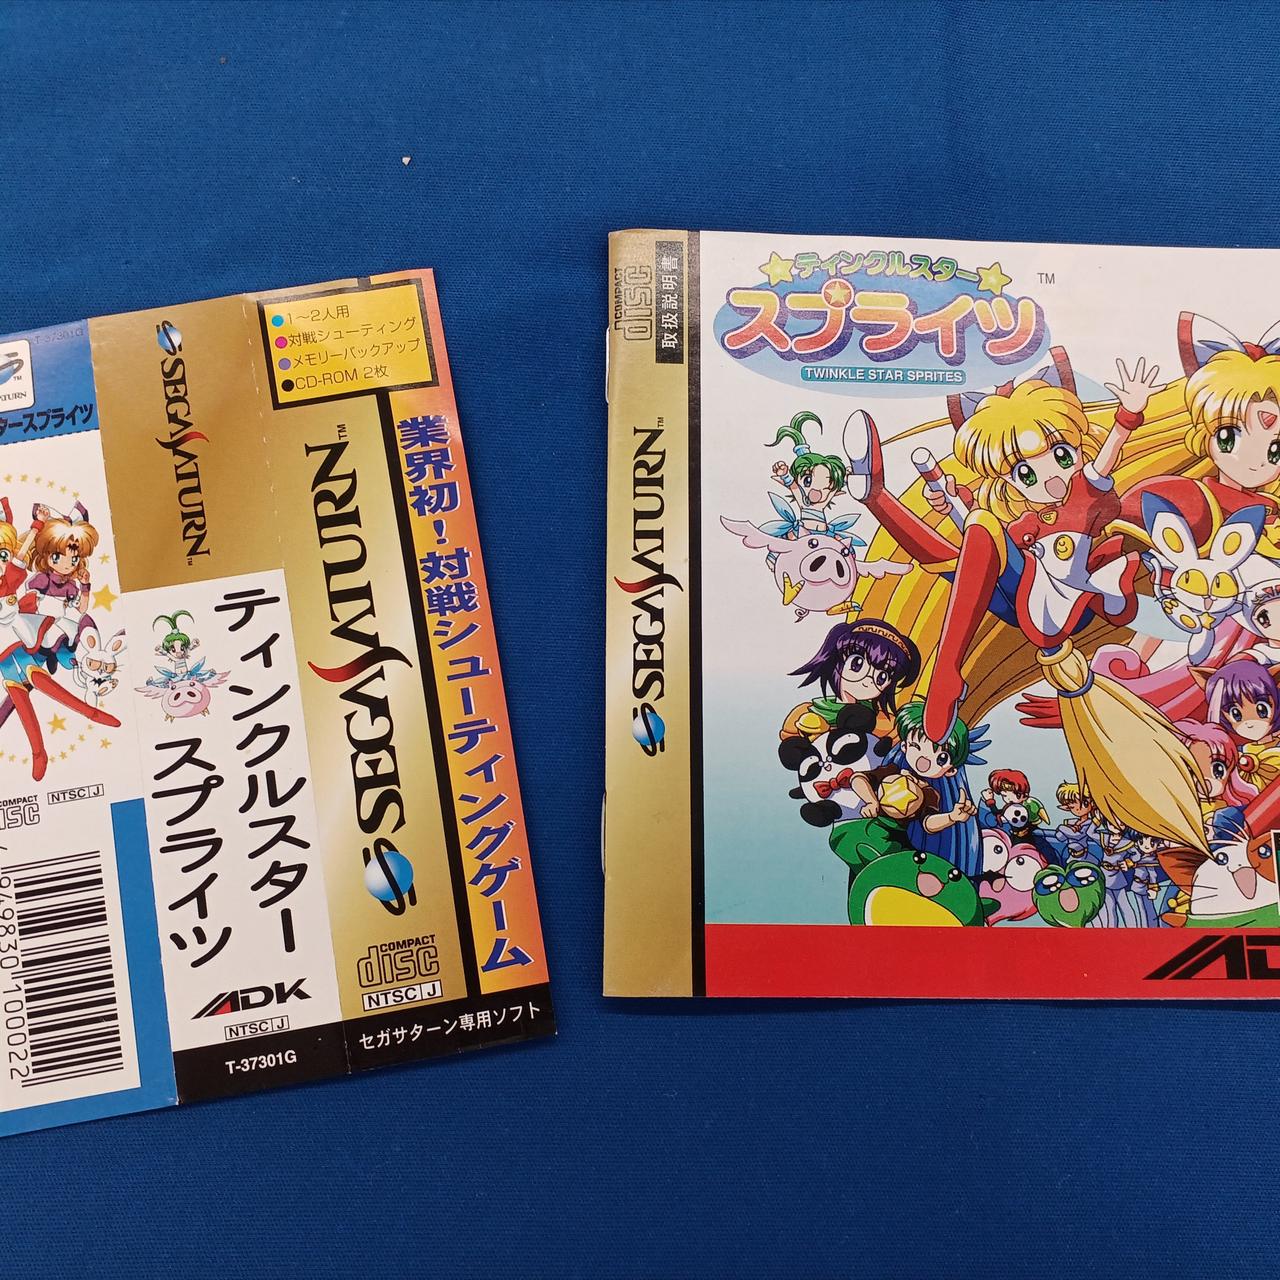 T-37301G
TM
SATURN
タースプライツ
COMPACT
disc
NTSC J
SEGA SATURN
TM
ティンクルスター
スプライツ
ADK
NTSC J
T-37301G
●1～2人用
●対戦シューティング
●メモリーバックアップ
●CD-ROM 2枚
SEGA SATURN
TM
COMPACT
disc
NTSC J
業界初!対戦シューティングゲーム
セガサターン専用ソフト
COMPACT
disc
取扱説明書
SEGA SATURN
TM
ティンクルスター
スプライツ
TM
TWINKLE STAR SPRITES